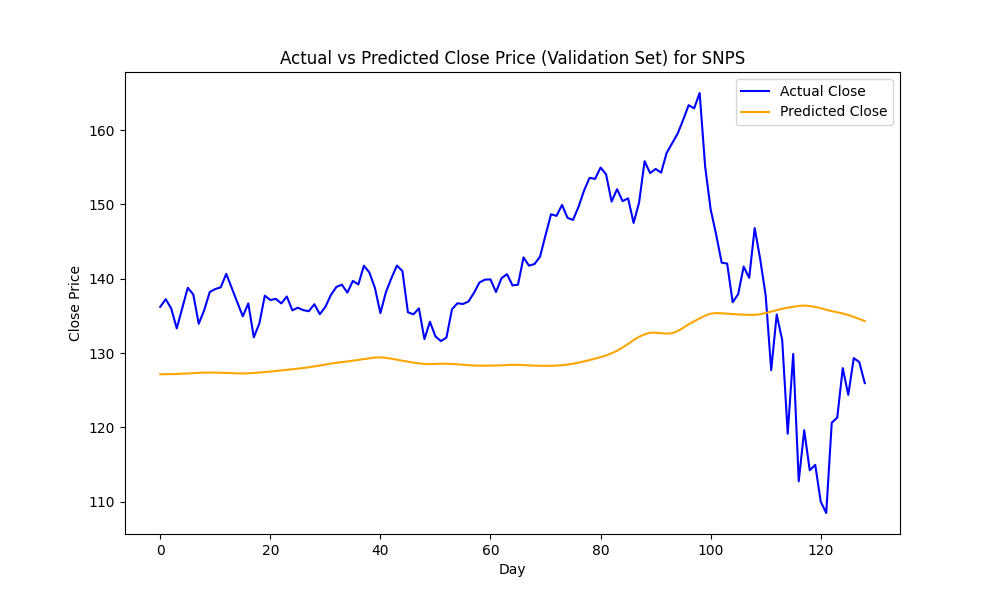 Actual vs Predicted Close Price (Validation Set) for SNPS
Actual Close
Predicted Close
Close Price
160
150
140
130
120
110
0 20 40 60 80 100 120
Day